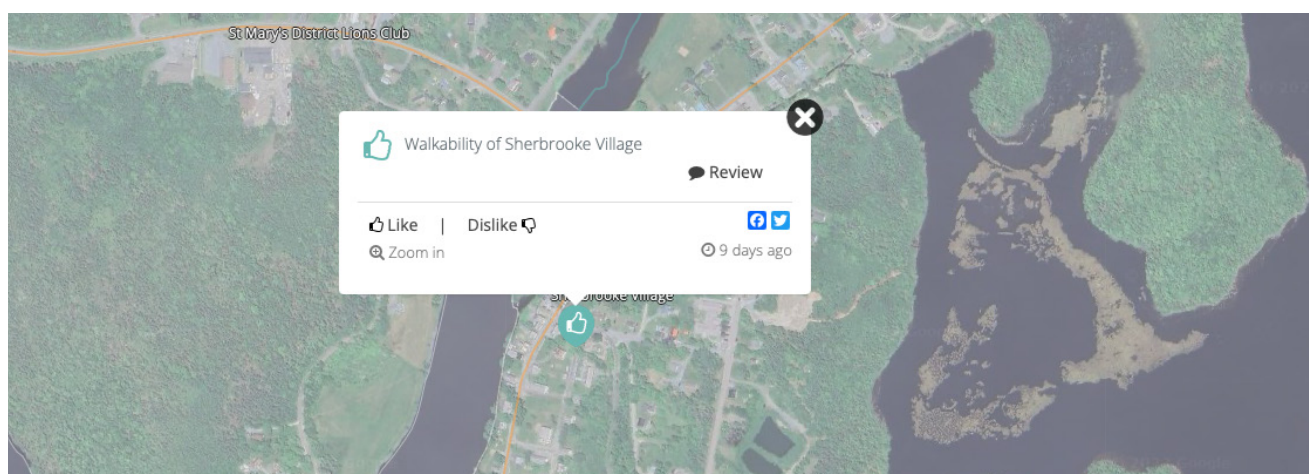 St Mary's District Lions Club
Walkability of Sherbrooke Village
Review
Like | Dislike
Zoom in
9 days ago
Sherbrooke Village